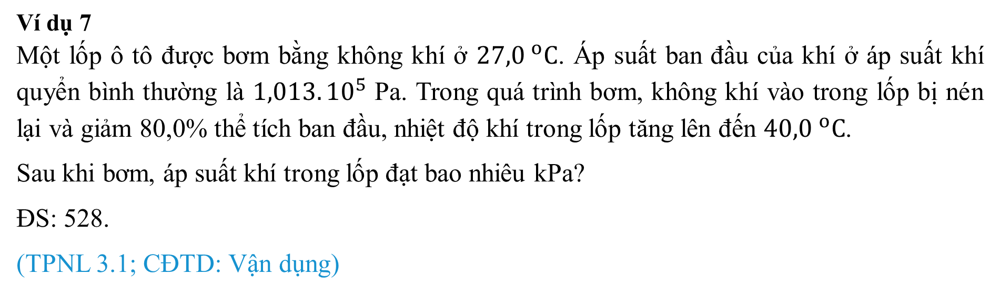 Ví dụ 7
Một lốp ô tô được bơm bằng không khí ở 27,0 ⁰C. Áp suất ban đầu của khí ở áp suất khí
quyển bình thường là 1,013.10⁵ Pa. Trong quá trình bơm, không khí vào trong lốp bị nén
lại và giảm 80,0% thể tích ban đầu, nhiệt độ khí trong lốp tăng lên đến 40,0 ⁰C.
Sau khi bơm, áp suất khí trong lốp đạt bao nhiêu kPa?
ĐS: 528.
(TPNL 3.1; CĐTD: Vận dụng)